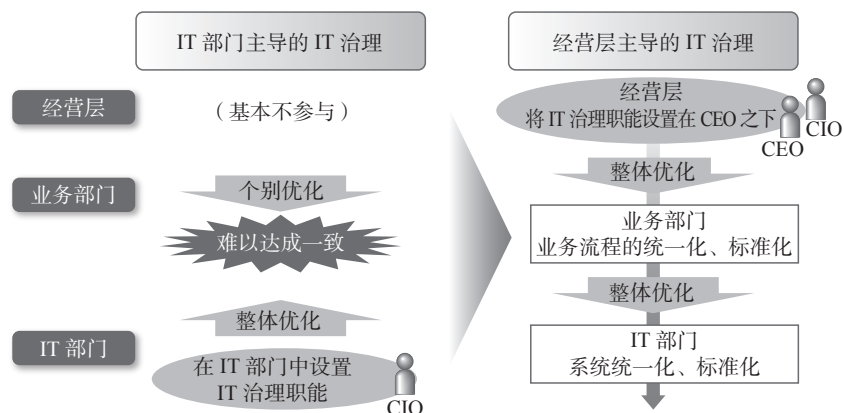 IT 部门主导的 IT 治理
经营层主导的 IT 治理
经营层
（基本不参与）
经营层
将 IT 治理职能设置在 CEO 之下
CEO
CIO
业务部门
个别优化
难以达成一致
整体优化
业务部门
业务流程的统一化、标准化
整体优化
IT 部门
整体优化
在 IT 部门中设置
IT 治理职能
CIO
IT 部门
系统统一化、标准化